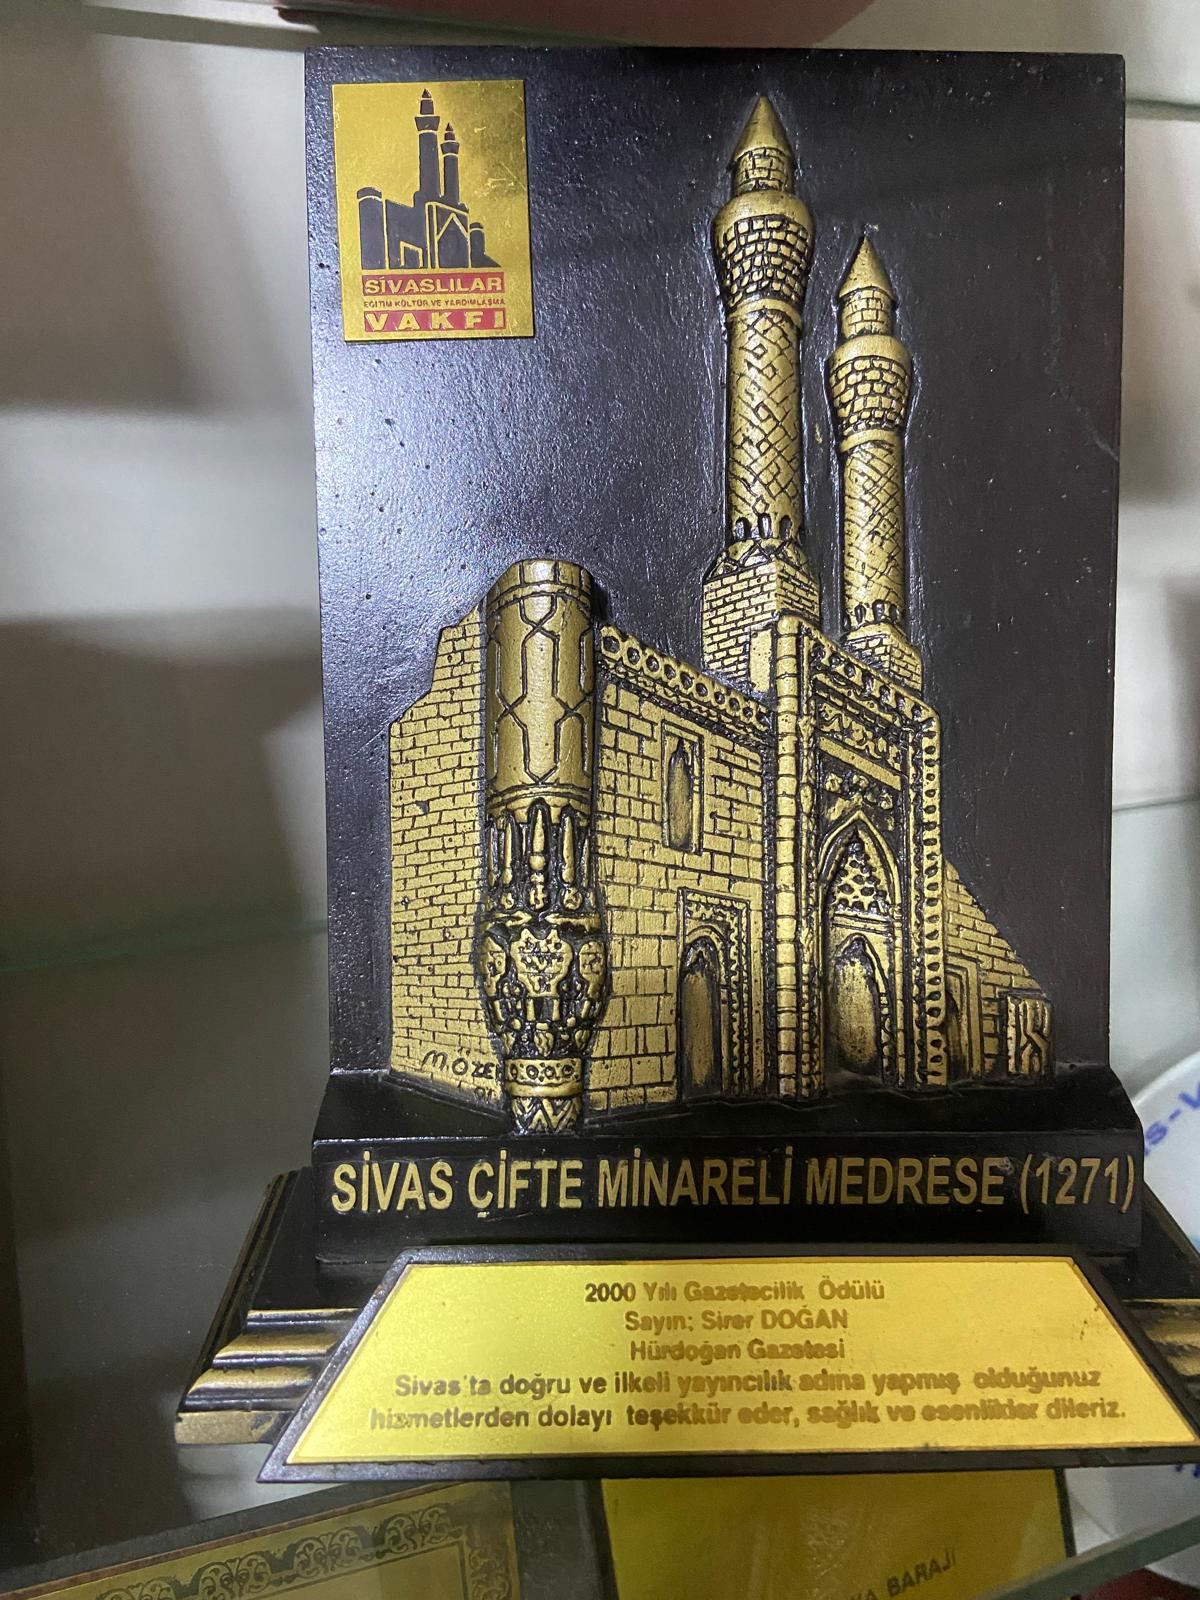 SİVASLILAR
EĞİTİM KÜLTÜR VE YARDIMLAŞMA
VAKFI
M.ÖZEL
SİVAS ÇİFTE MİNARELİ MEDRESE (1271)
2000 Yılı Gazetecilik Ödülü
Sayın; Sirer DOĞAN
Hürdoğan Gazetesi
Sivas'ta doğru ve ilkeli yayıncılık adına yapmış olduğunuz
hizmetlerden dolayı teşekkür eder, sağlık ve esenlikler dileriz.
BARAJI